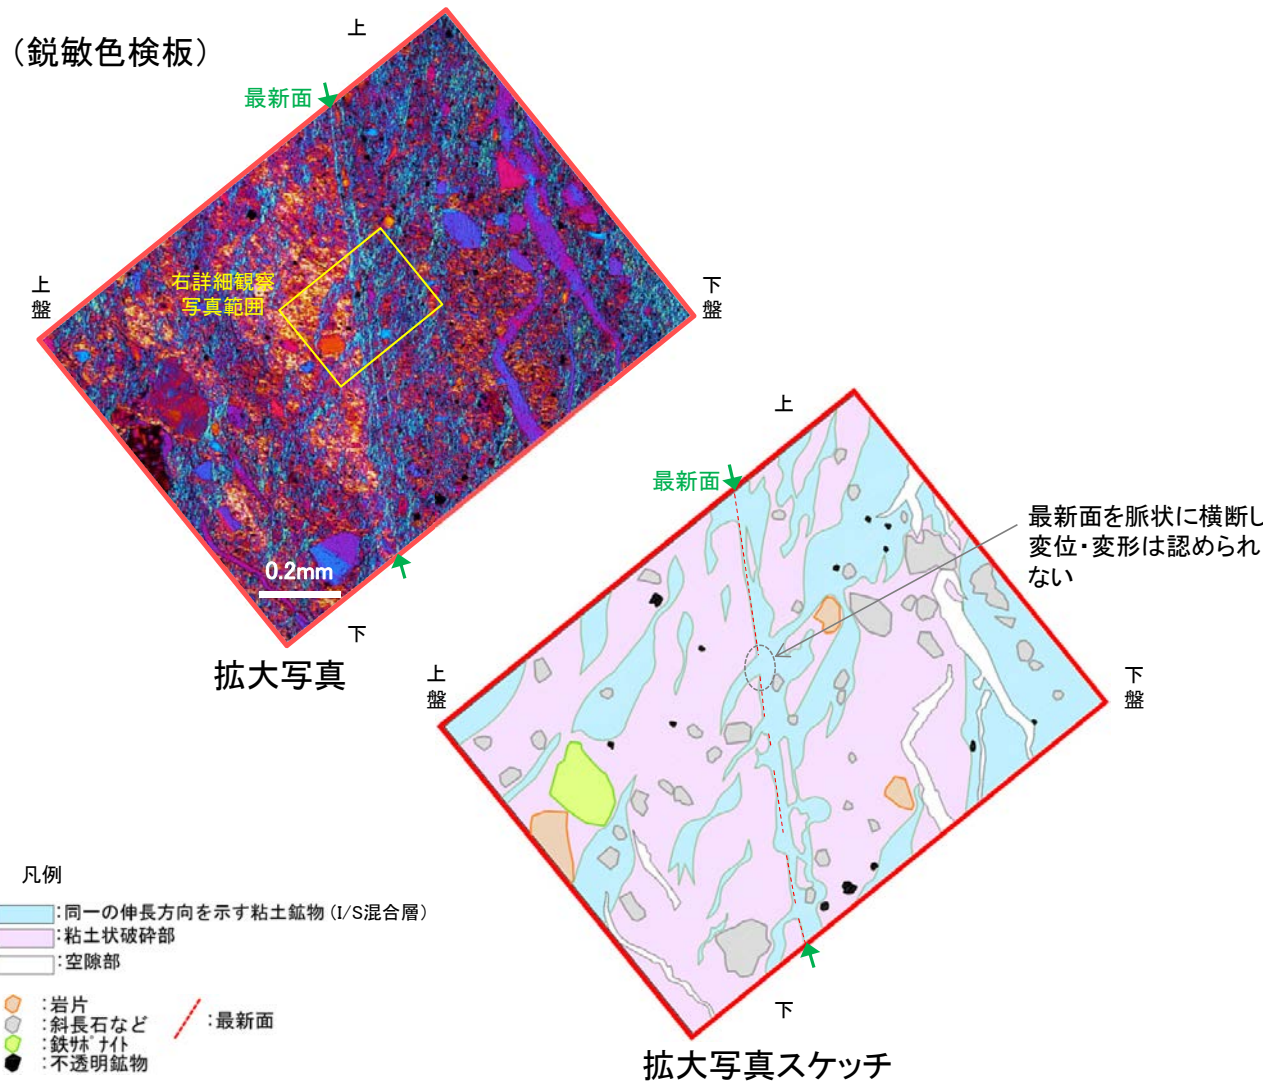 (鋭敏色検板)
上
最新面
上
盤
右詳細観察
写真範囲
下
盤
0.2mm
下
拡大写真
上
最新面
最新面を脈状に横断し
変位・変形は認められ
ない
上
盤
下
盤
下
拡大写真スケッチ
凡例
:同一の伸長方向を示す粘土鉱物(I/S混合層)
:粘土状破砕部
:空隙部
:岩片
:斜長石など
:鉄サポナイト
:不透明鉱物
:最新面